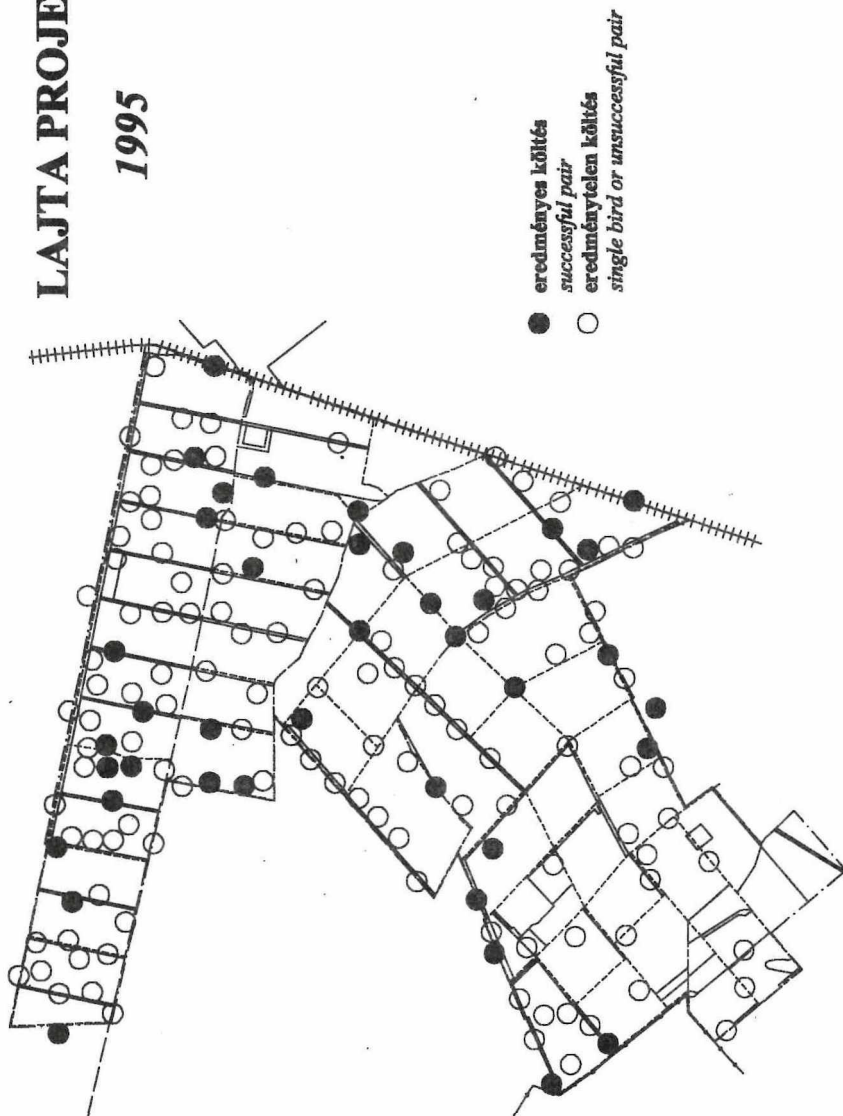 LAJTA PROJE
1995
eredményes költés
successful pair
eredménytelen költés
single bird or unsuccessful pair